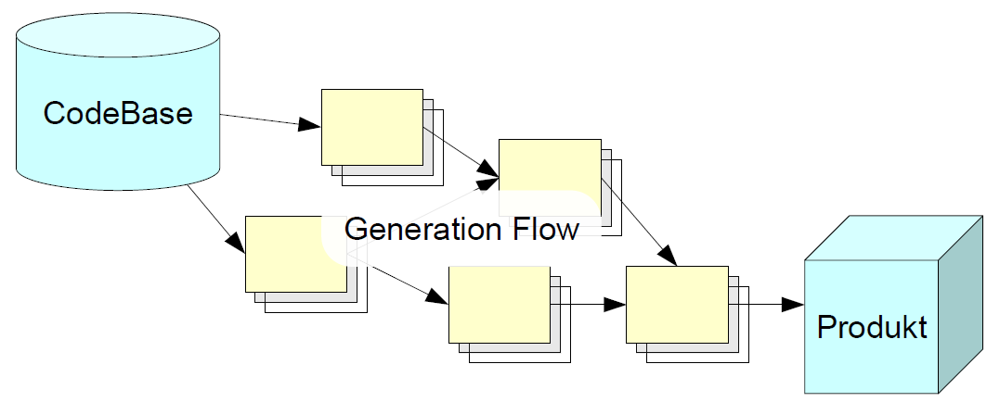 CodeBase
Generation Flow
Produkt